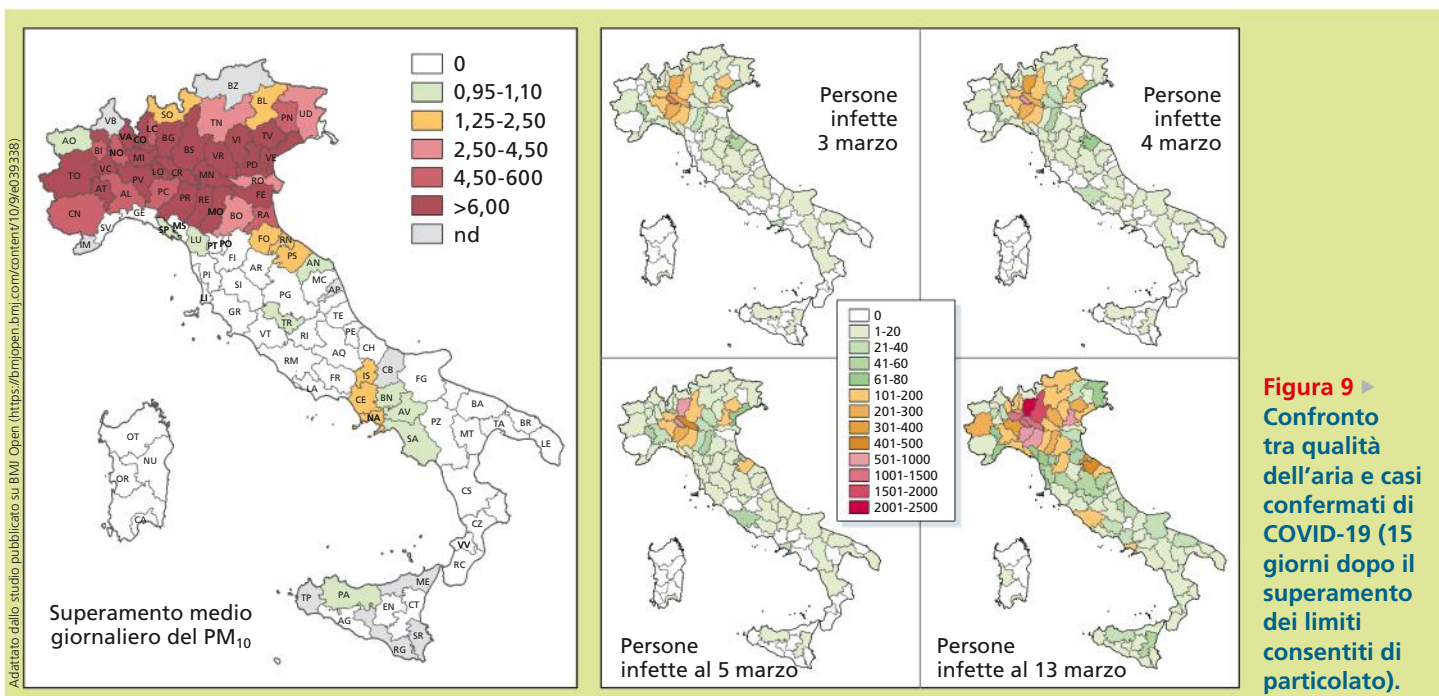 Adattato dallo studio pubblicato su BMI Open (https://bmjopen.bmj.com/content/10/9/e039338)
0
0,95-1,10
1,25-2,50
2,50-4,50
4,50-600
>6,00
nd
BZ
VB
SO
BL
TN
PN
UD
AO
VA
CO
LC
BG
BI
NO
MI
BS
VI
TV
VR
VE
TO
VC
PV
LO
CR
MN
PD
RO
AT
AL
PC
PR
RE
MO
FE
BO
RA
CN
GE
SV
IM
SP
MS
LU
PT
PO
FO
RN
PS
FI
AR
AN
MC
AP
PI
SI
LI
PG
GR
TR
TE
VT
RI
PE
AQ
CH
RM
FR
LA
IS
CB
FG
CE
BN
NA
AV
SA
PZ
BA
MT
TA
BR
LE
OT
NU
OR
CA
CS
CZ
VV
RC
TP
PA
ME
EN
CT
AG
SR
RG
Superamento medio
giornaliero del PM₁₀
Persone
infette
3 marzo
Persone
infette
4 marzo
0
1-20
21-40
41-60
61-80
101-200
201-300
301-400
401-500
501-1000
1001-1500
1501-2000
2001-2500
Persone
infette al 5 marzo
Persone
infette al 13 marzo
Figura 9 ▶
Confronto
tra qualità
dell'aria e casi
confermati di
COVID-19 (15
giorni dopo il
superamento
dei limiti
consentiti di
particolato).